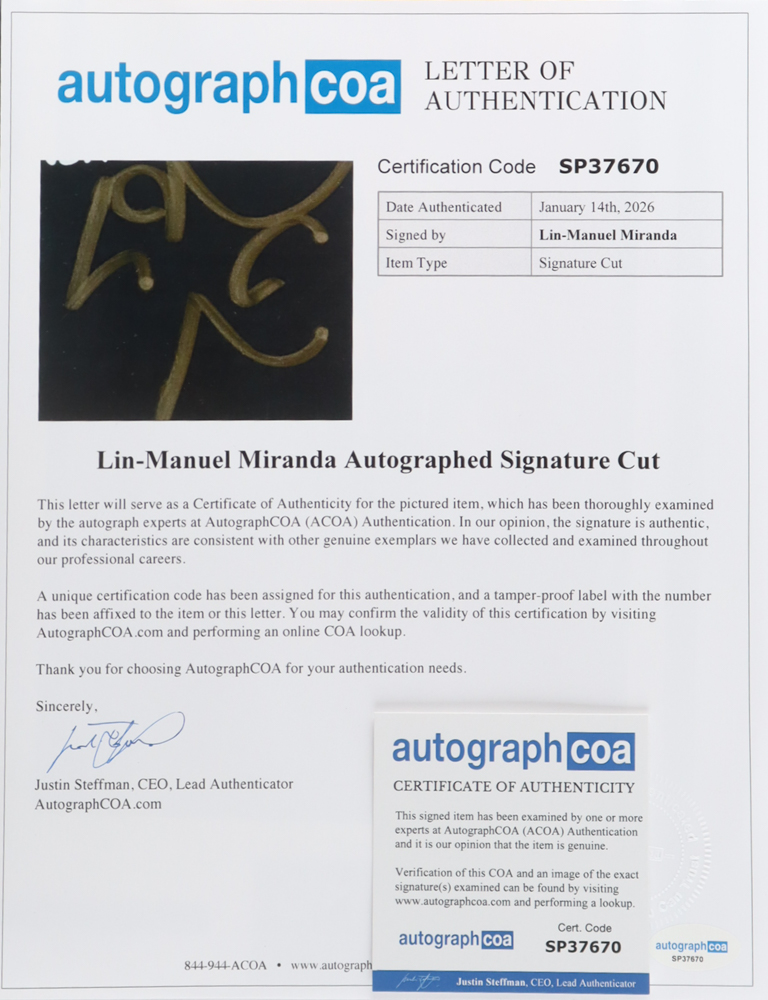 autographcoa LETTER OF
AUTHENTICATION
Certification Code SP37670
Date Authenticated January 14th, 2026
Signed by Lin-Manuel Miranda
Item Type Signature Cut
Lin-Manuel Miranda Autographed Signature Cut
This letter will serve as a Certificate of Authenticity for the pictured item, which has been thoroughly examined
by the autograph experts at AutographCOA (ACOA) Authentication. In our opinion, the signature is authentic,
and its characteristics are consistent with other genuine exemplars we have collected and examined throughout
our professional careers.
A unique certification code has been assigned for this authentication, and a tamper-proof label with the number
has been affixed to the item or this letter. You may confirm the validity of this certification by visiting
AutographCOA.com and performing an online COA lookup.
Thank you for choosing AutographCOA for your authentication needs.
Sincerely,
Justin Steffman, CEO, Lead Authenticator
AutographCOA.com
844-944-ACOA • www.autograph
autographcoa
CERTIFICATE OF AUTHENTICITY
This signed item has been examined by one or more
experts at AutographCOA (ACOA) Authentication
and it is our opinion that the item is genuine.
Verification of this COA and an image of the exact
signature(s) examined can be found by visiting
www.autographcoa.com and performing a lookup.
autographcoa
Cert. Code
SP37670
Justin Steffman, CEO, Lead Authenticator
autographcoa
SP37670